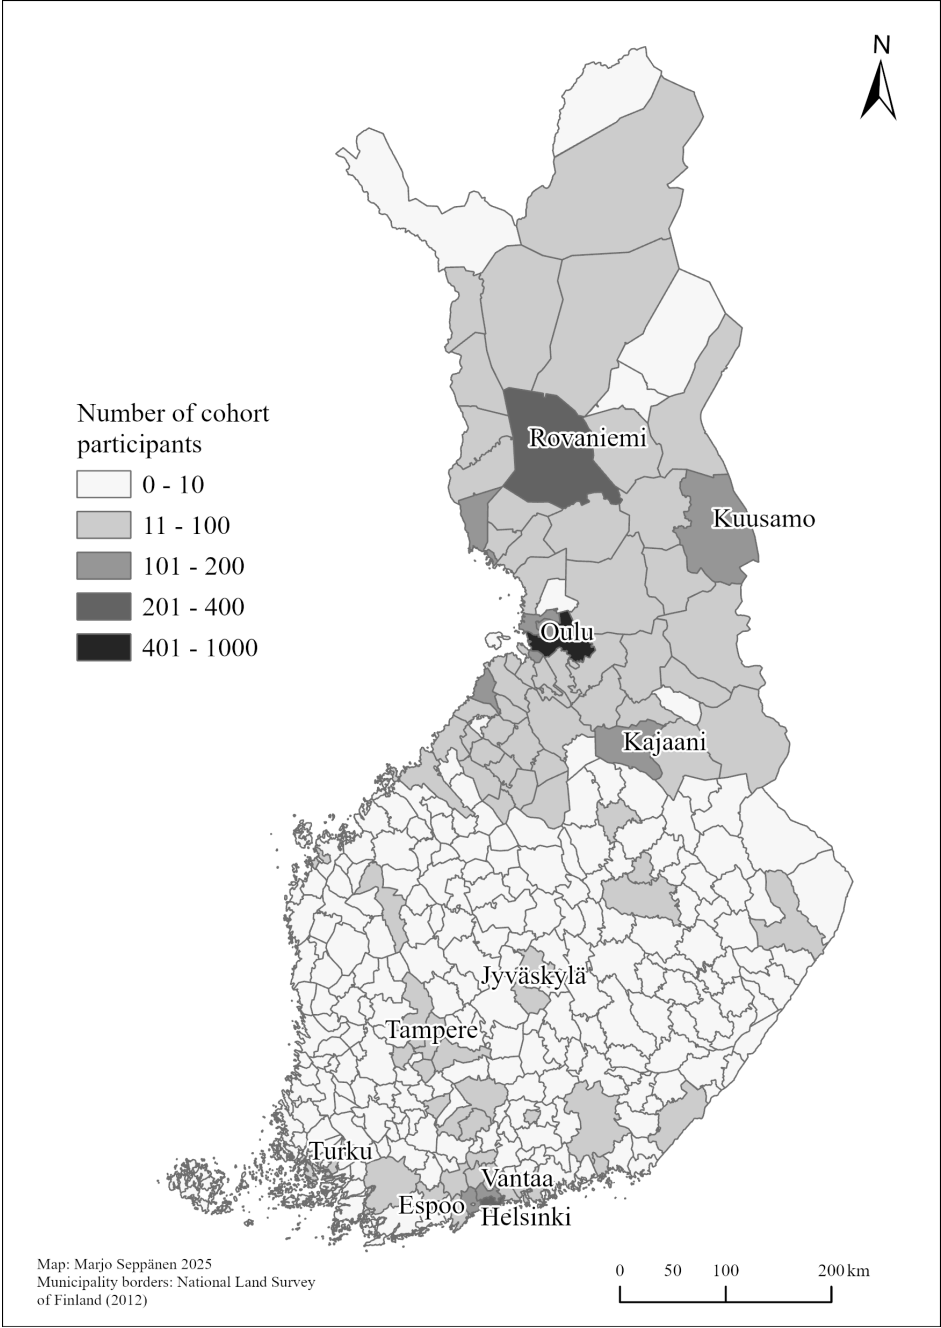 N
Number of cohort
participants
0 - 10
11 - 100
101 - 200
201 - 400
401 - 1000
Rovaniemi
Kuusamo
Oulu
Kajaani
Jyväskylä
Tampere
Turku
Vantaa
Espoo
Helsinki
Map: Marjo Seppänen 2025
Municipality borders: National Land Survey
of Finland (2012)
0 50 100 200 km